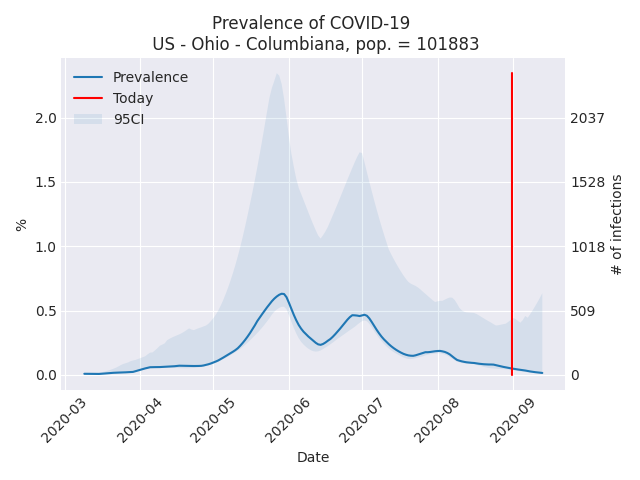 Prevalence of COVID-19
US - Ohio - Columbiana, pop. = 101883
Prevalence
Today
95CI
%
2.0
1.5
1.0
0.5
0.0
2037
1528
1018
509
0
# of infections
2020-03
2020-04
2020-05
2020-06
2020-07
2020-08
2020-09
Date